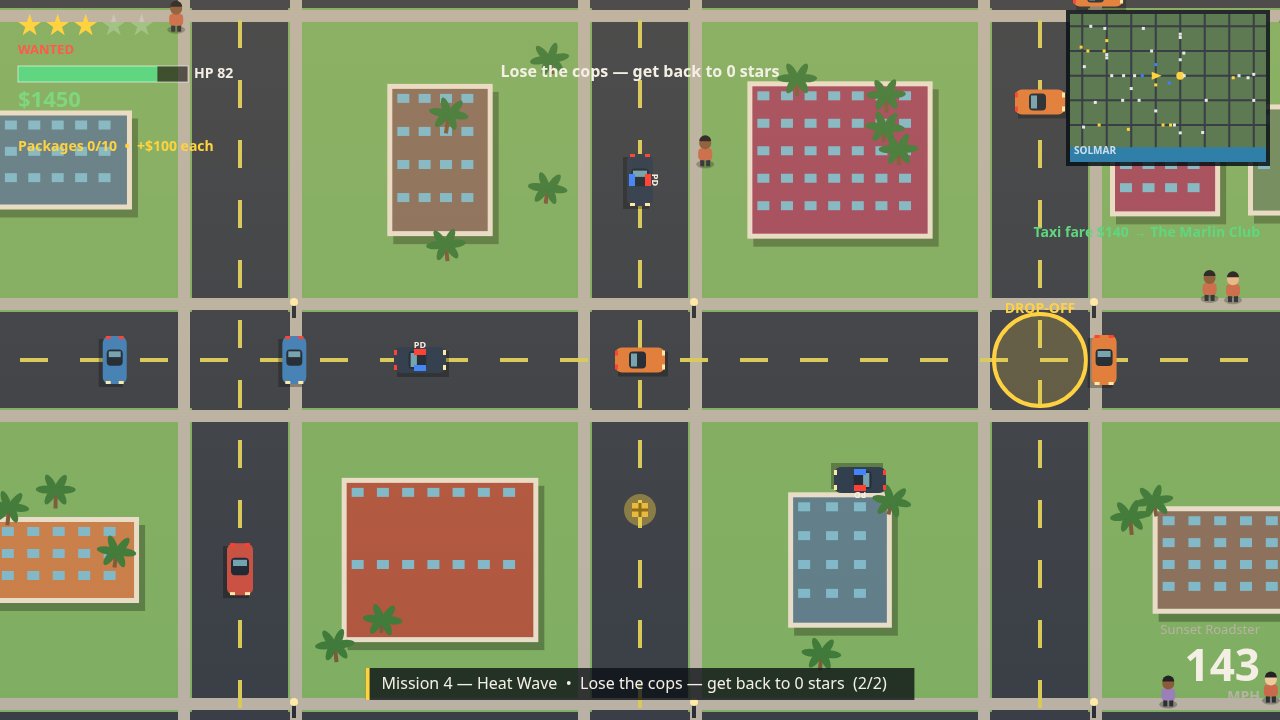 WANTED
HP 82
$1450
Lose the cops — get back to 0 stars
Packages 0/10 • +$100 each
SOLMAR
PD
Taxi fare $140 → The Marlin Club
DROP-OFF
PD
PD
Sunset Roadster
143
MPH
Mission 4 — Heat Wave • Lose the cops — get back to 0 stars (2/2)